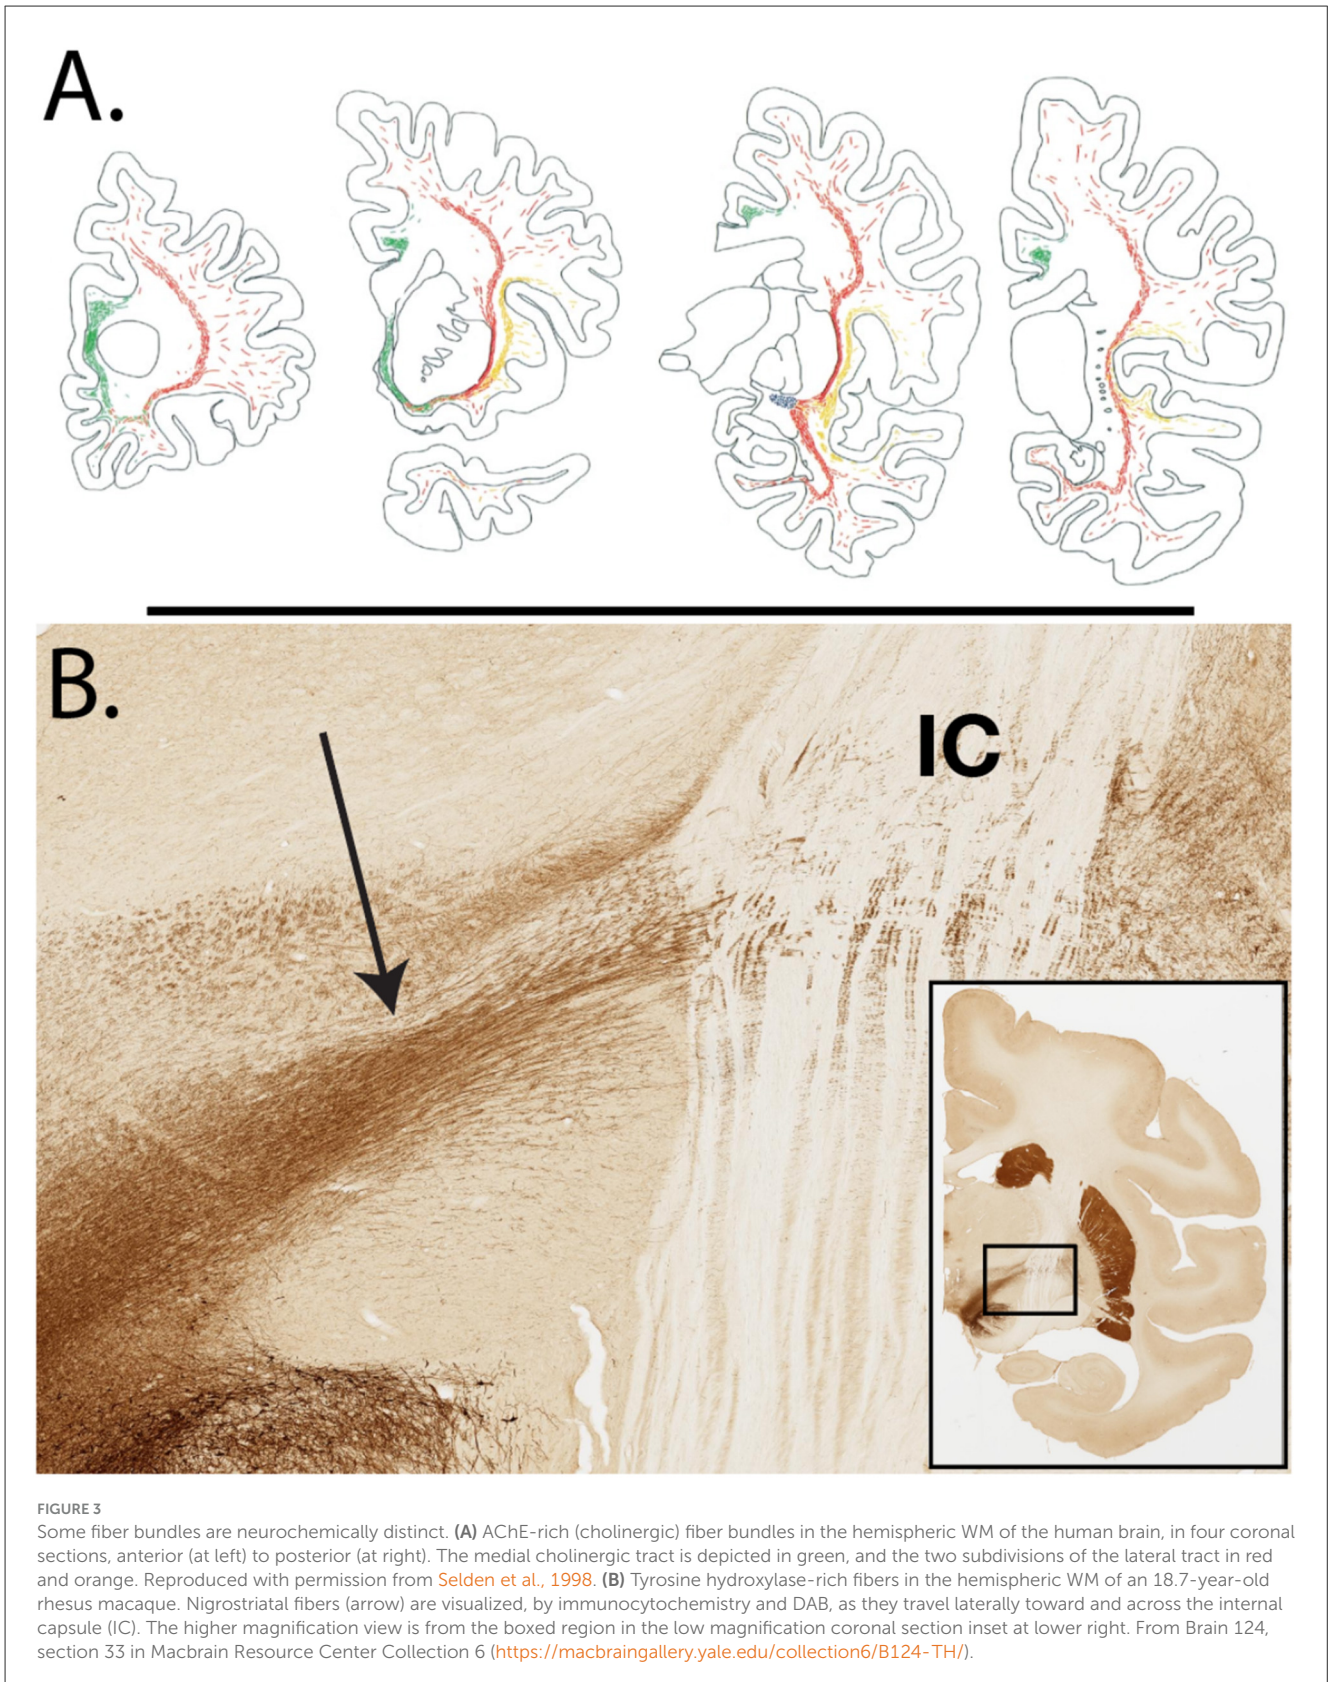 A.
B.
IC
FIGURE 3
Some fiber bundles are neurochemically distinct. (A) AChE-rich (cholinergic) fiber bundles in the hemispheric WM of the human brain, in four coronal
sections, anterior (at left) to posterior (at right). The medial cholinergic tract is depicted in green, and the two subdivisions of the lateral tract in red
and orange. Reproduced with permission from Selden et al., 1998. (B) Tyrosine hydroxylase-rich fibers in the hemispheric WM of an 18.7-year-old
rhesus macaque. Nigrostriatal fibers (arrow) are visualized, by immunocytochemistry and DAB, as they travel laterally toward and across the internal
capsule (IC). The higher magnification view is from the boxed region in the low magnification coronal section inset at lower right. From Brain 124,
section 33 in Macbrain Resource Center Collection 6 (https://macbraingallery.yale.edu/collection6/B124-TH/).